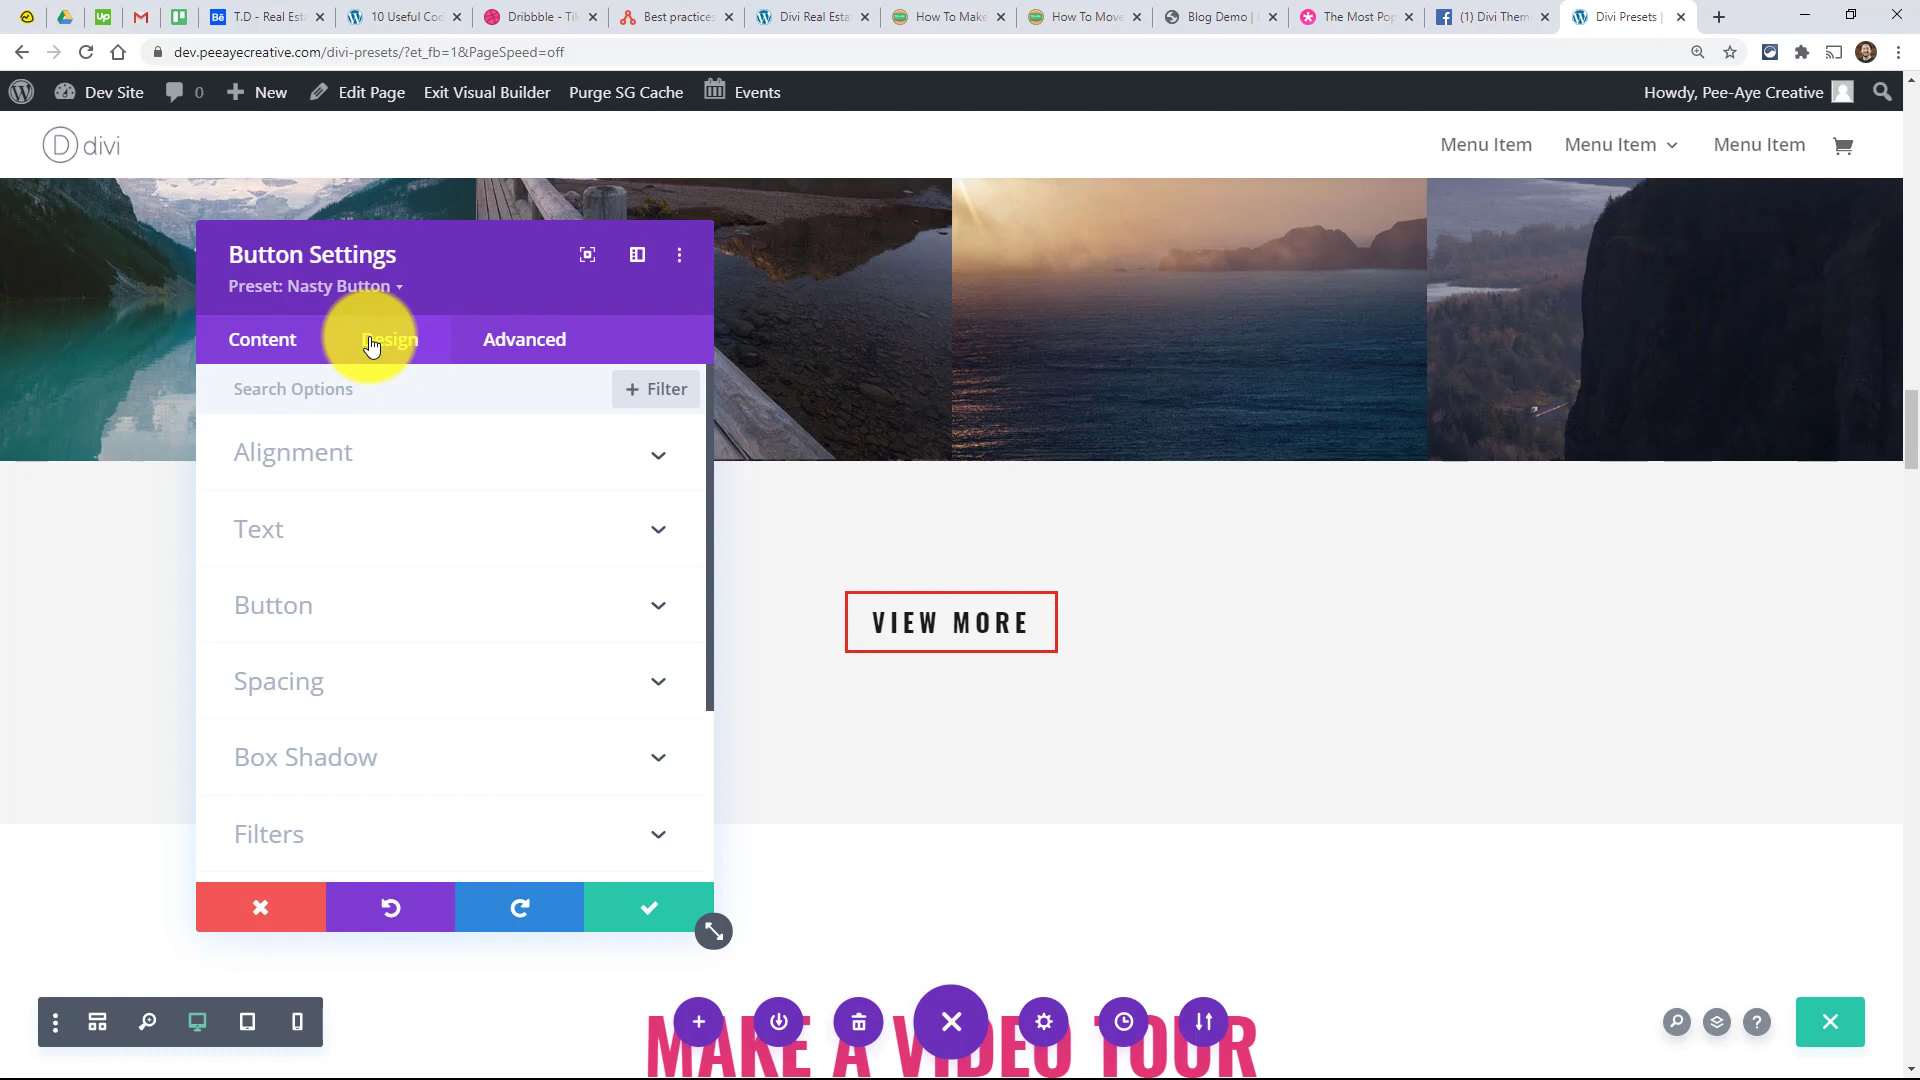 T.D - Real Esta
10 Useful Coc
Dribbble - Til
Best practices
Divi Real Esta
How To Make
How To Move
Blog Demo |
The Most Pop
(1) Divi Them
Divi Presets |
dev.peeayecreative.com/divi-presets/?et_fb=1&PageSpeed=off
Dev Site
0
New
Edit Page
Exit Visual Builder
Purge SG Cache
Events
Howdy, Pee-Aye Creative
D divi
Menu Item
Menu Item
Menu Item
Button Settings
Preset: Nasty Button
Content
Design
Advanced
Search Options
+ Filter
Alignment
Text
Button
Spacing
Box Shadow
Filters
VIEW MORE
MAKE A VIDEO TOUR